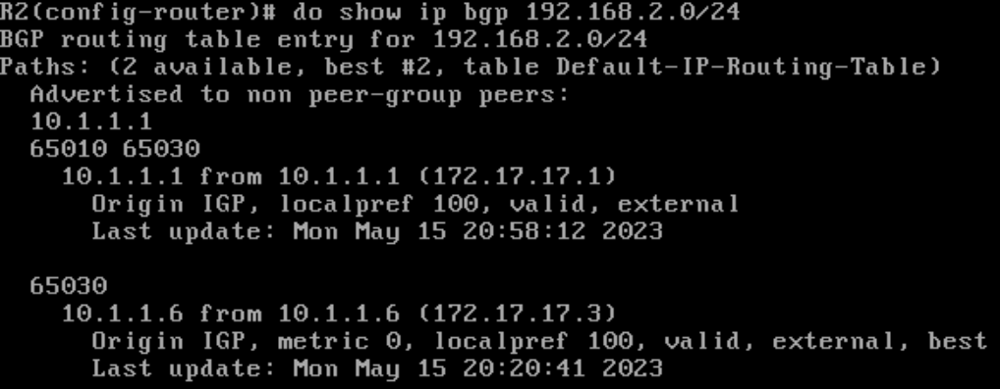 R2(config-router)# do show ip bgp 192.168.2.0/24
BGP routing table entry for 192.168.2.0/24
Paths: (2 available, best #2, table Default-IP-Routing-Table)
  Advertised to non peer-group peers:
  10.1.1.1
  65010 65030
    10.1.1.1 from 10.1.1.1 (172.17.17.1)
      Origin IGP, localpref 100, valid, external
      Last update: Mon May 15 20:58:12 2023

  65030
    10.1.1.6 from 10.1.1.6 (172.17.17.3)
      Origin IGP, metric 0, localpref 100, valid, external, best
      Last update: Mon May 15 20:20:41 2023